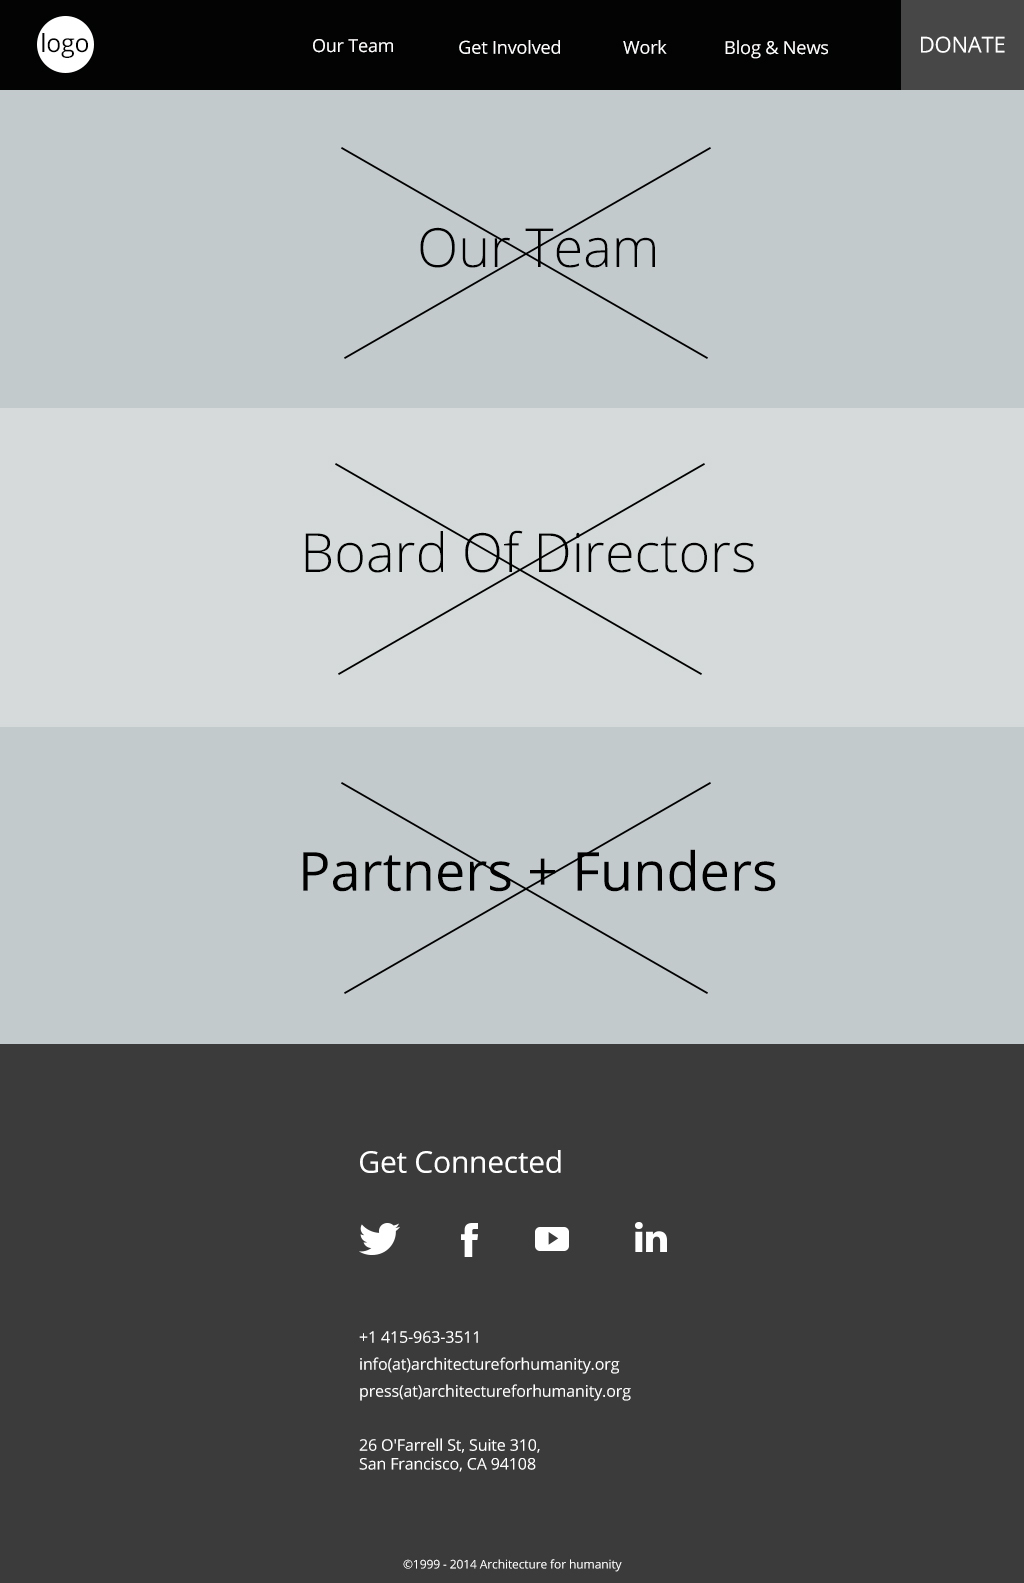 logo
Our Team
Get Involved
Work
Blog & News
DONATE
Our Team
Board Of Directors
Partners + Funders
Get Connected
+1 415-963-3511
info(at)architectureforhumanity.org
press(at)architectureforhumanity.org
26 O'Farrell St, Suite 310,
San Francisco, CA 94108
©1999 - 2014 Architecture for humanity